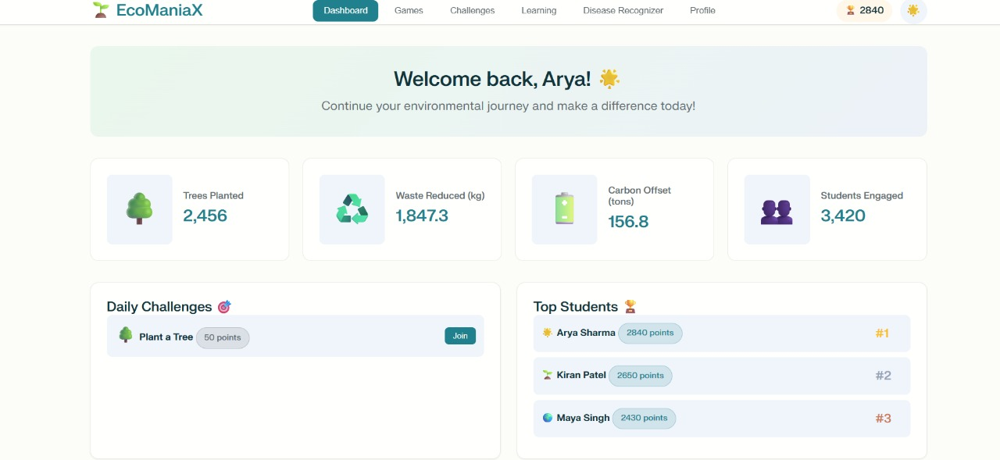 EcoManiaX
Dashboard
Games
Challenges
Learning
Disease Recognizer
Profile
2840
Welcome back, Arya!
Continue your environmental journey and make a difference today!
Trees Planted
2,456
Waste Reduced (kg)
1,847.3
Carbon Offset
(tons)
156.8
Students Engaged
3,420
Daily Challenges
Plant a Tree 50 points
Join
Top Students
Arya Sharma 2840 points #1
Kiran Patel 2650 points #2
Maya Singh 2430 points #3